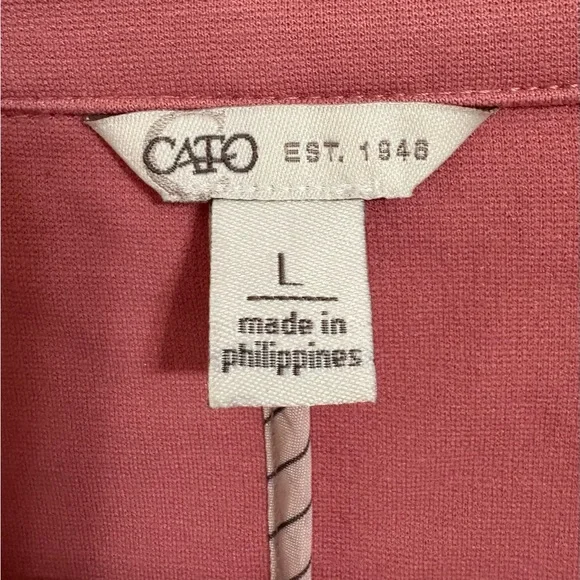 CATO EST. 1946
L
made in
philippines